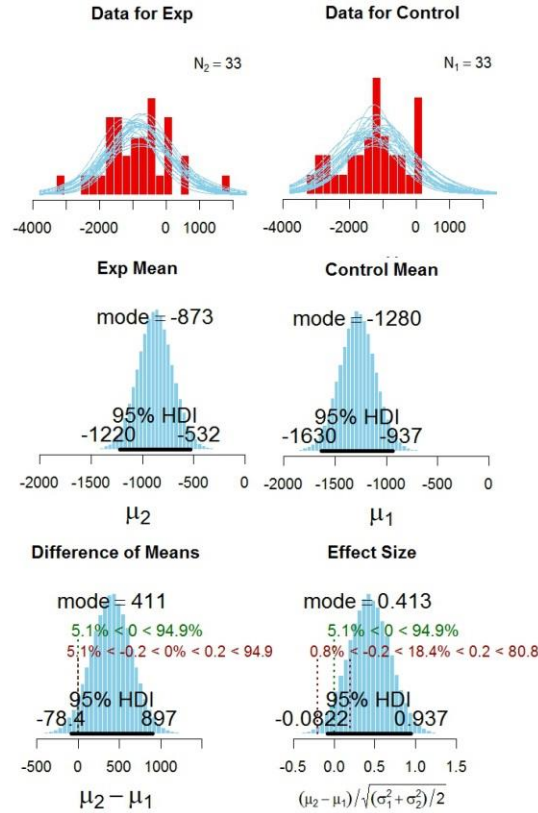 Data for Exp
Data for Control
N₂ = 33
N₁ = 33
-4000 -2000 0 1000
-4000 -2000 0 1000
Exp Mean
Control Mean
mode = -873
mode = -1280
95% HDI
95% HDI
-1220 -532
-1630 -937
-2000 -1500 -1000 -500 0
-2000 -1500 -1000 -500 0
μ₂
μ₁
Difference of Means
Effect Size
mode = 411
mode = 0.413
5.1% < 0 < 94.9%
5.1% < 0 < 94.9%
5.1% < -0.2 < 0% < 0.2 < 94.9
0.8% < -0.2 < 18.4% < 0.2 < 80.8
95% HDI
95% HDI
-78.4 897
-0.0822 0.937
-500 0 500 1000
-0.5 0.0 0.5 1.0 1.5
μ₂ − μ₁
(μ₂ − μ₁)/√(σ₁² + σ₂²)/2